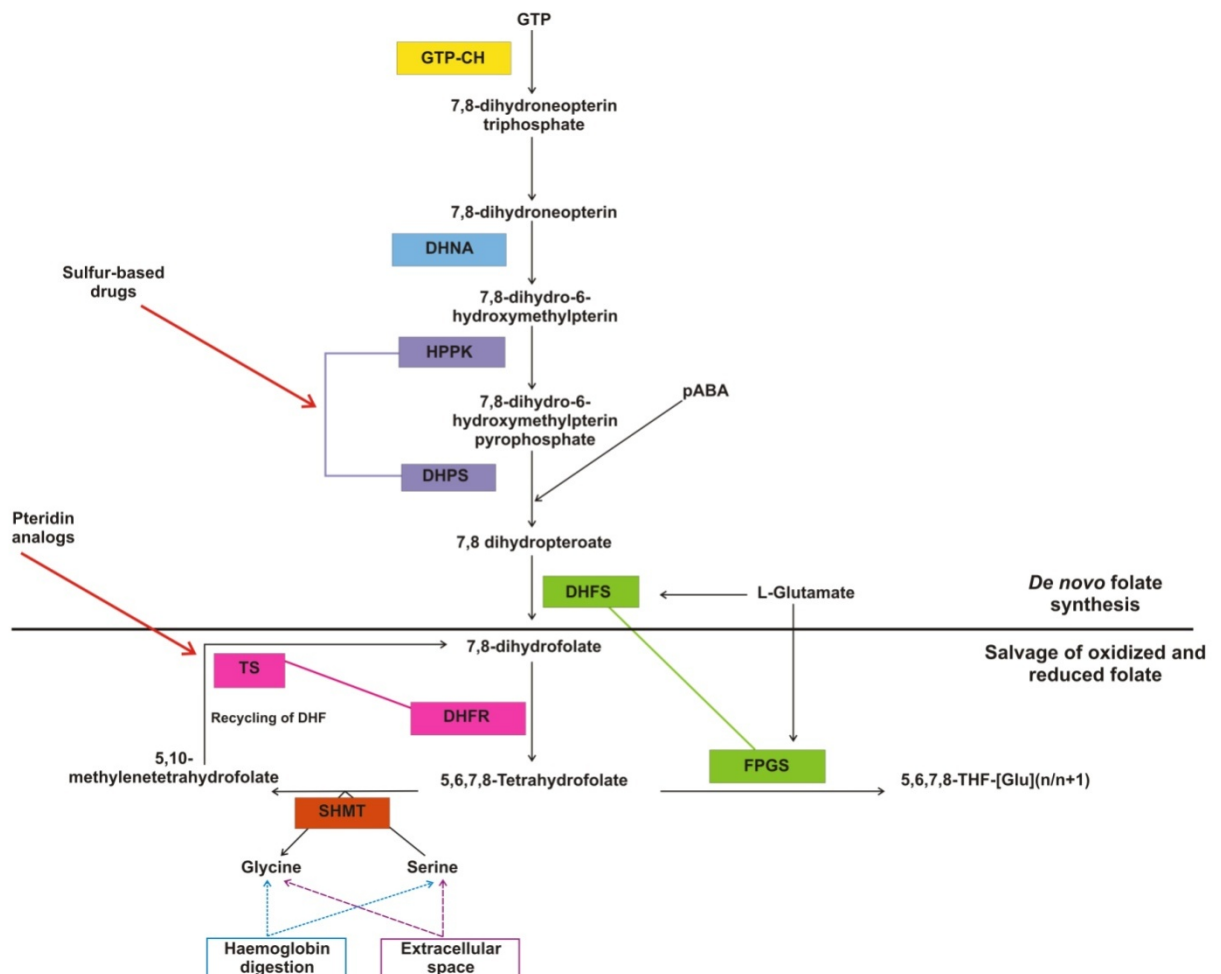 GTP
GTP-CH
7,8-dihydroneopterin
triphosphate
7,8-dihydroneopterin
DHNA
Sulfur-based
drugs
7,8-dihydro-6-
hydroxymethylpterin
HPPK
pABA
7,8-dihydro-6-
hydroxymethylpterin
pyrophosphate
DHPS
Pteridin
analogs
7,8 dihydropteroate
DHFS
L-Glutamate
De novo folate
synthesis
7,8-dihydrofolate
Salvage of oxidized and
reduced folate
TS
Recycling of DHF
DHFR
5,10-
methylenetetrahydrofolate
5,6,7,8-Tetrahydrofolate
FPGS
5,6,7,8-THF-[Glu](n/n+1)
SHMT
Glycine
Serine
Haemoglobin
digestion
Extracellular
space